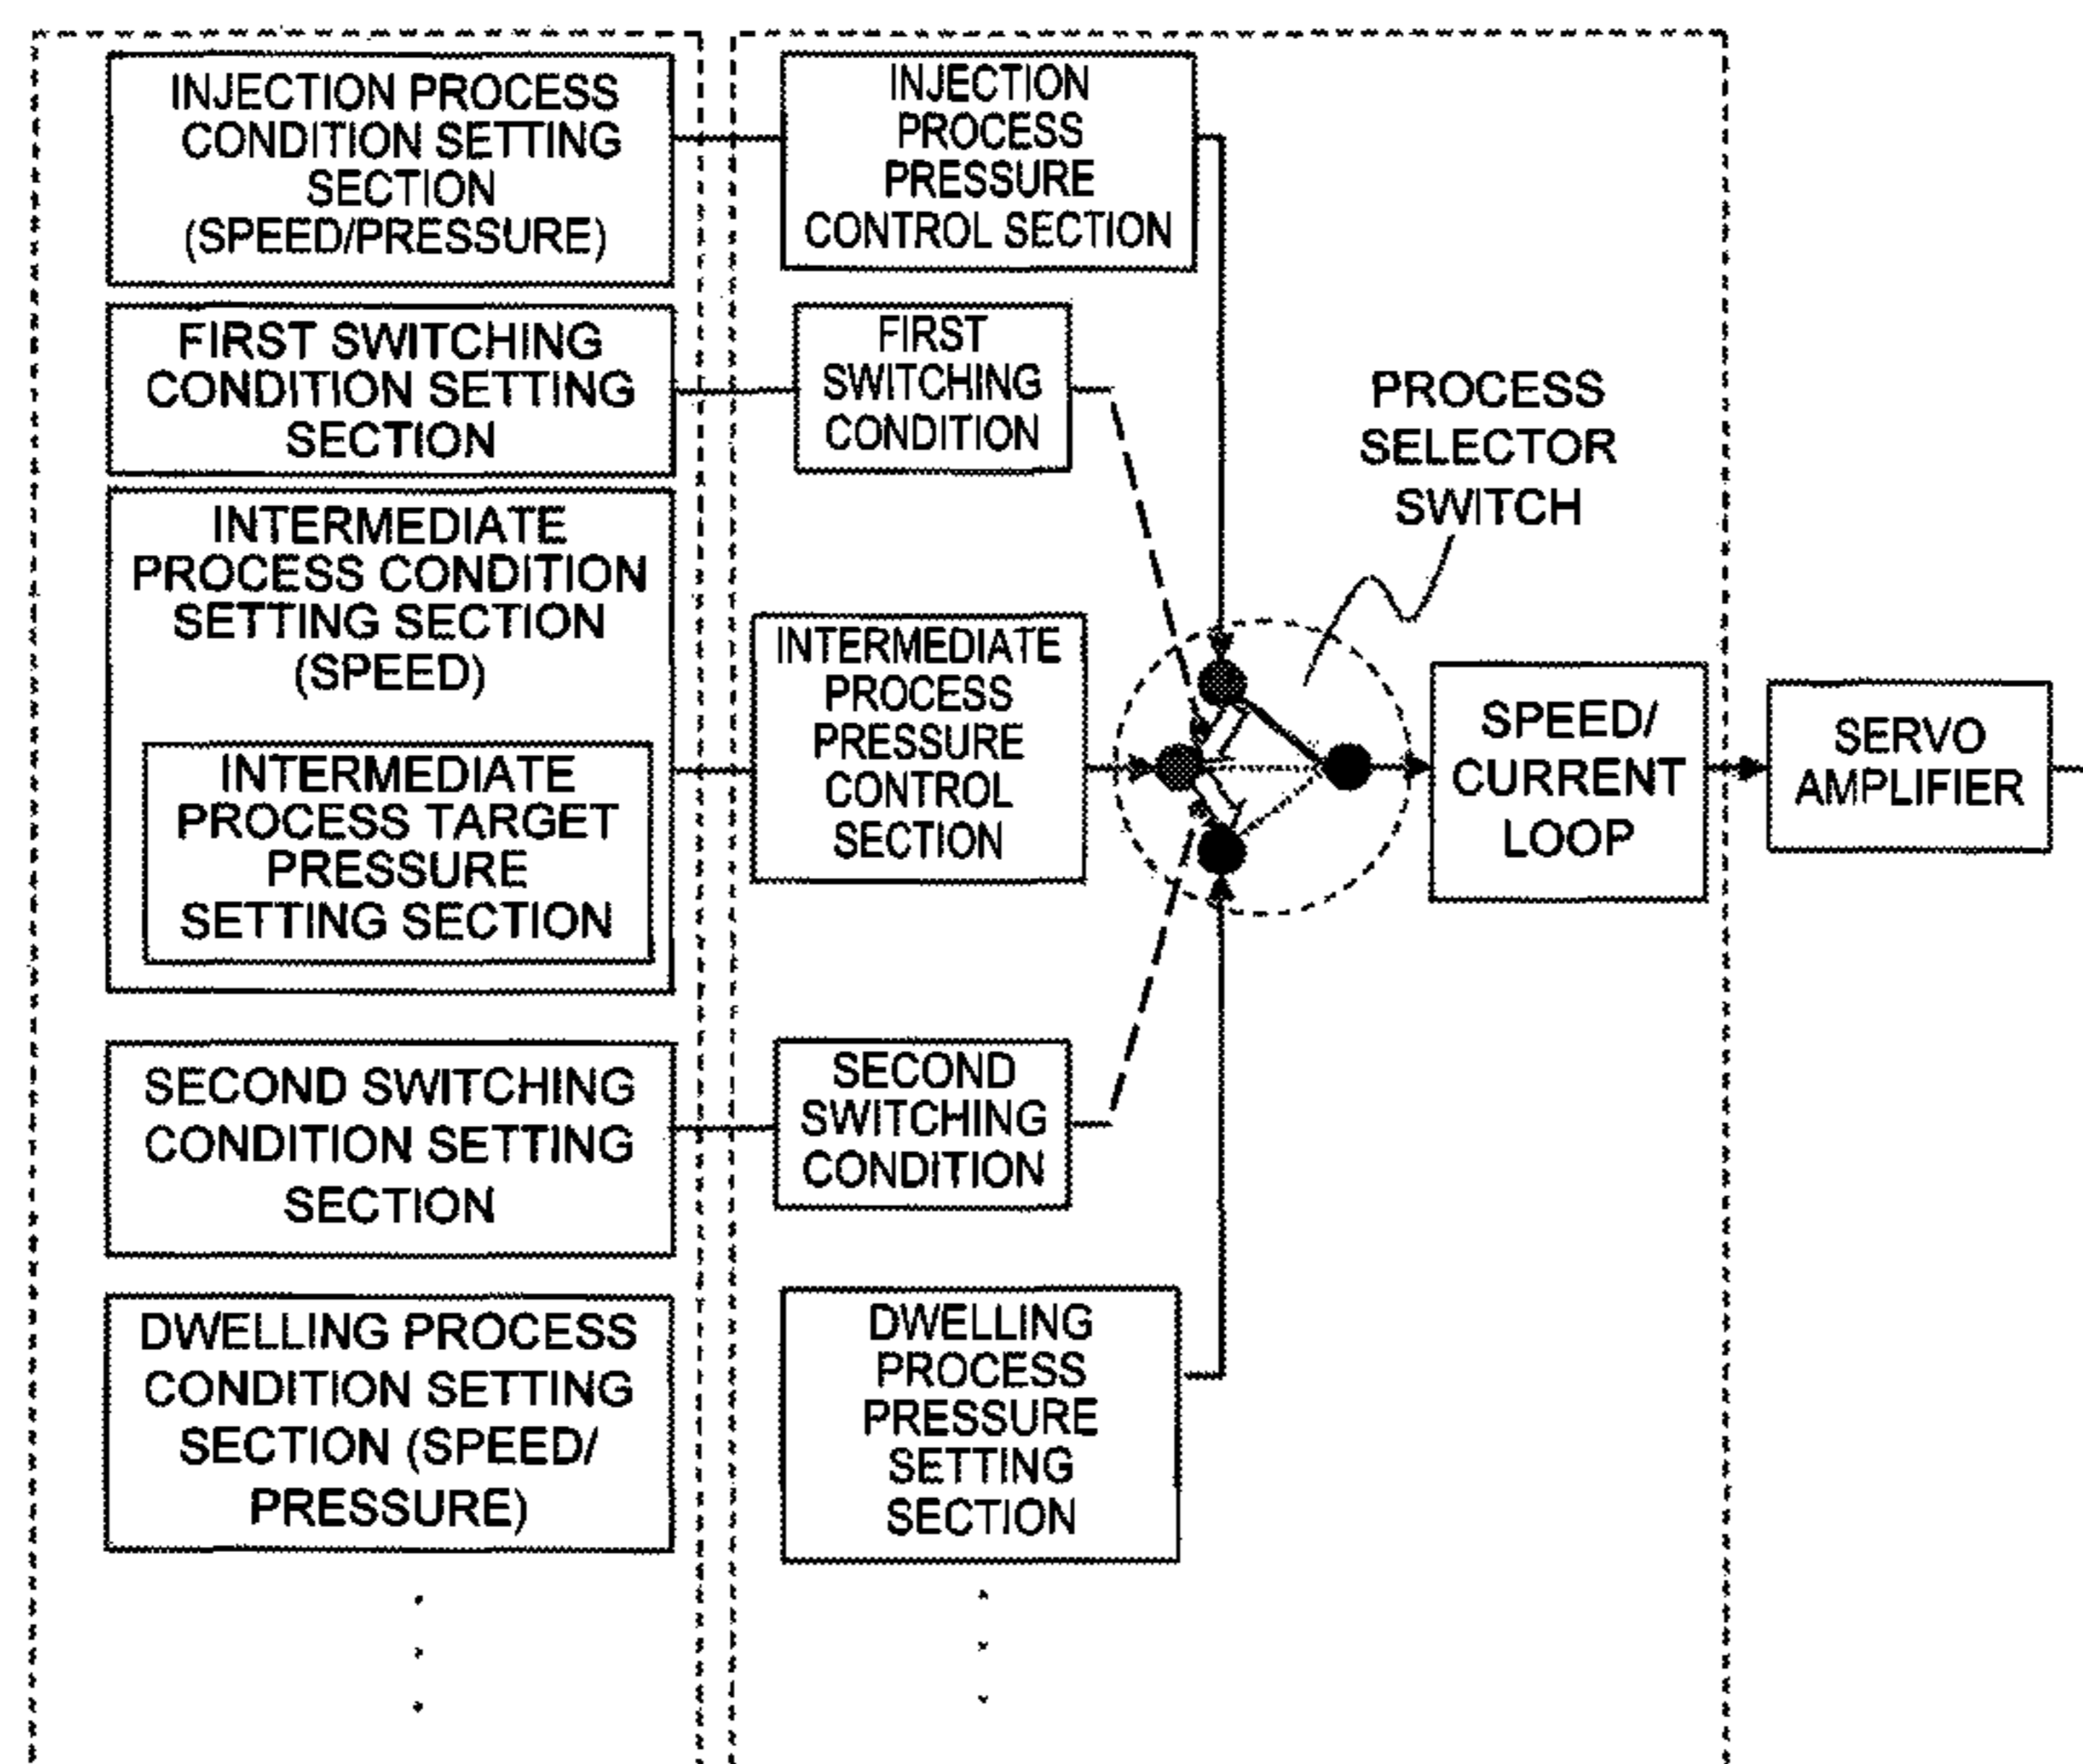 INJECTION PROCESS
CONDITION SETTING
SECTION
(SPEED/PRESSURE)
FIRST SWITCHING
CONDITION SETTING
SECTION
INTERMEDIATE
PROCESS CONDITION
SETTING SECTION
(SPEED)
INTERMEDIATE
PROCESS TARGET
PRESSURE
SETTING SECTION
SECOND SWITCHING
CONDITION SETTING
SECTION
DWELLING PROCESS
CONDITION SETTING
SECTION (SPEED/
PRESSURE)
INJECTION
PROCESS
PRESSURE
CONTROL SECTION
FIRST
SWITCHING
CONDITION
INTERMEDIATE
PROCESS
PRESSURE
CONTROL
SECTION
SECOND
SWITCHING
CONDITION
DWELLING
PROCESS
PRESSURE
SETTING
SECTION
PROCESS
SELECTOR
SWITCH
SPEED/
CURRENT
LOOP
SERVO
AMPLIFIER